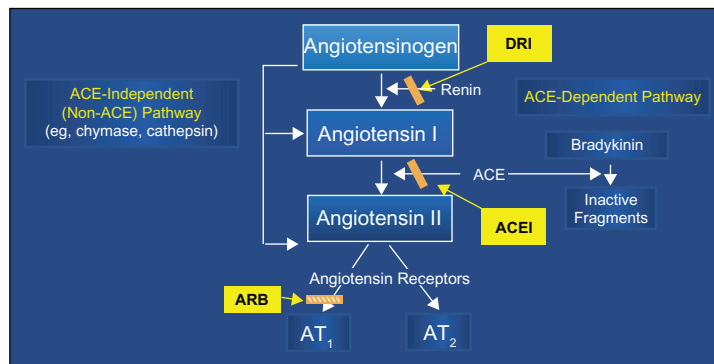 Angiotensinogen
DRI
Renin
ACE-Independent
(Non-ACE) Pathway
(eg, chymase, cathepsin)
ACE-Dependent Pathway
Angiotensin I
Bradykinin
ACE
Inactive
Fragments
Angiotensin II
ACEI
Angiotensin Receptors
ARB
AT1
AT2